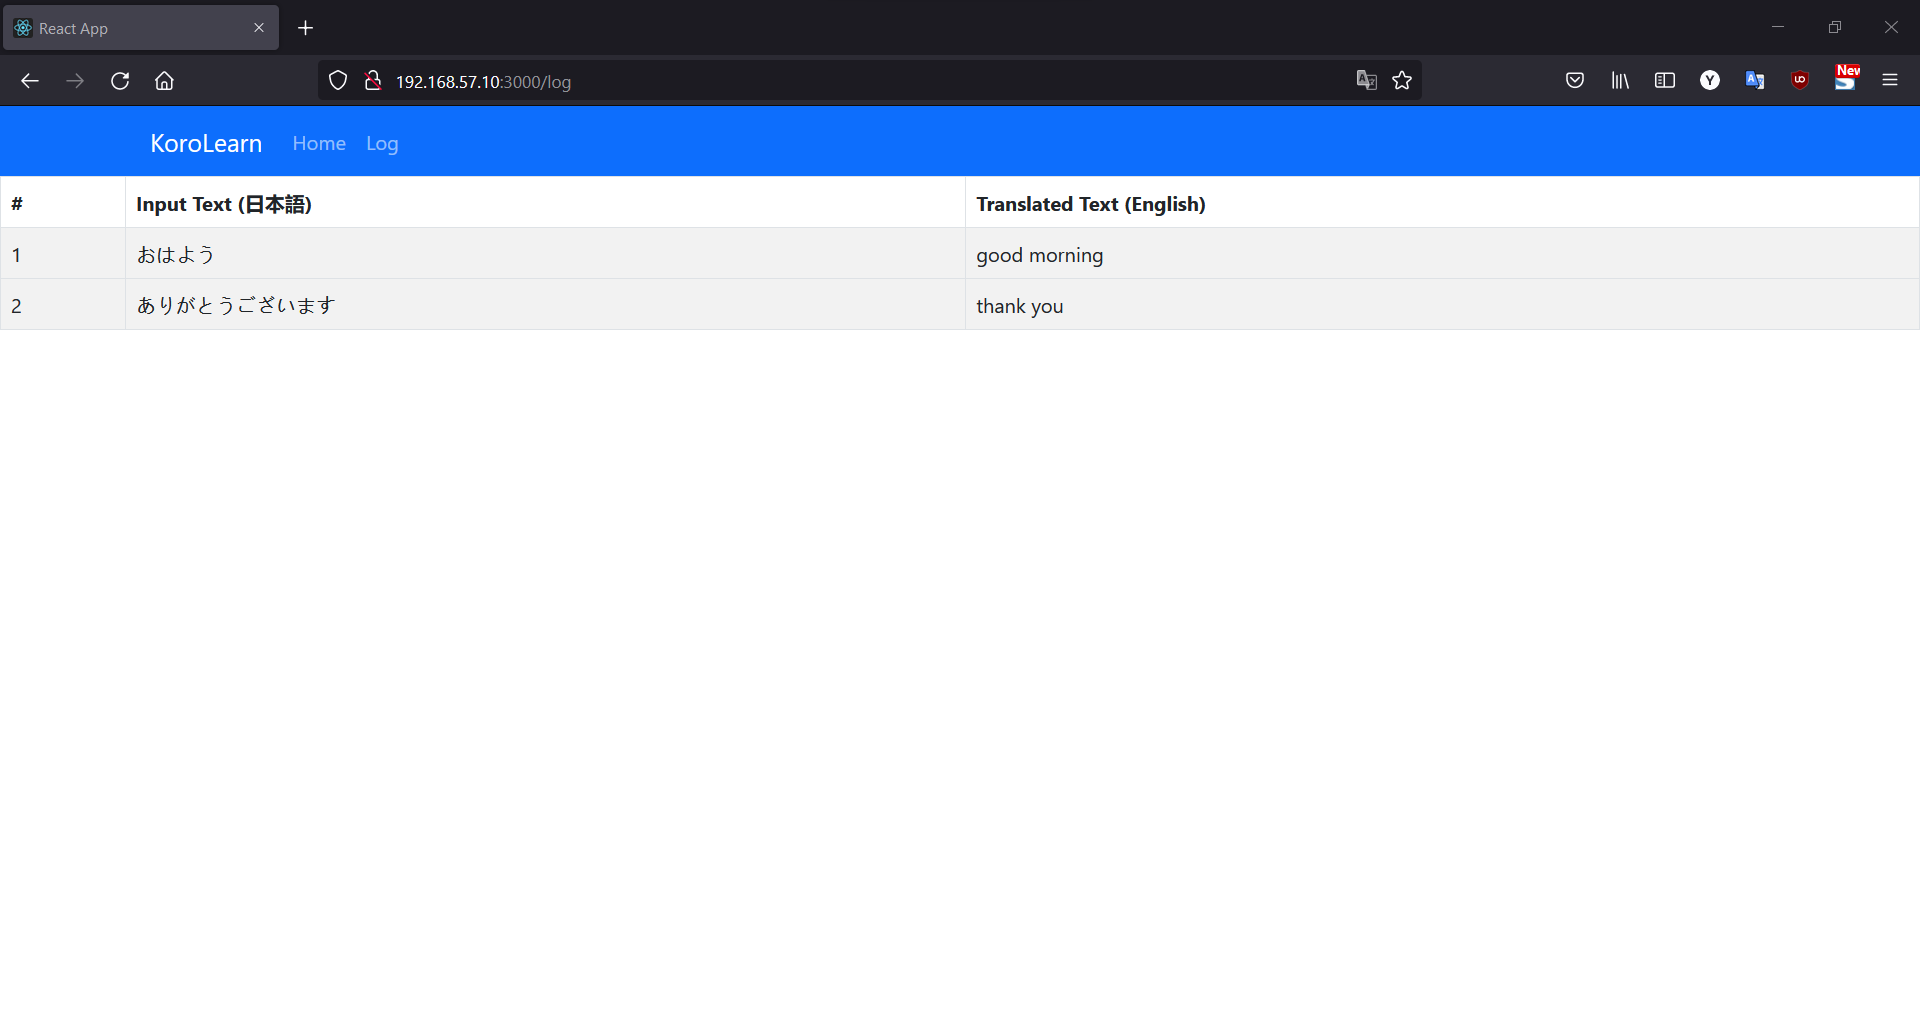 React App
192.168.57.10:3000/log
New
KoroLearn Home Log
# Input Text (日本語) Translated Text (English)
1 おはよう good morning
2 ありがとうございます thank you